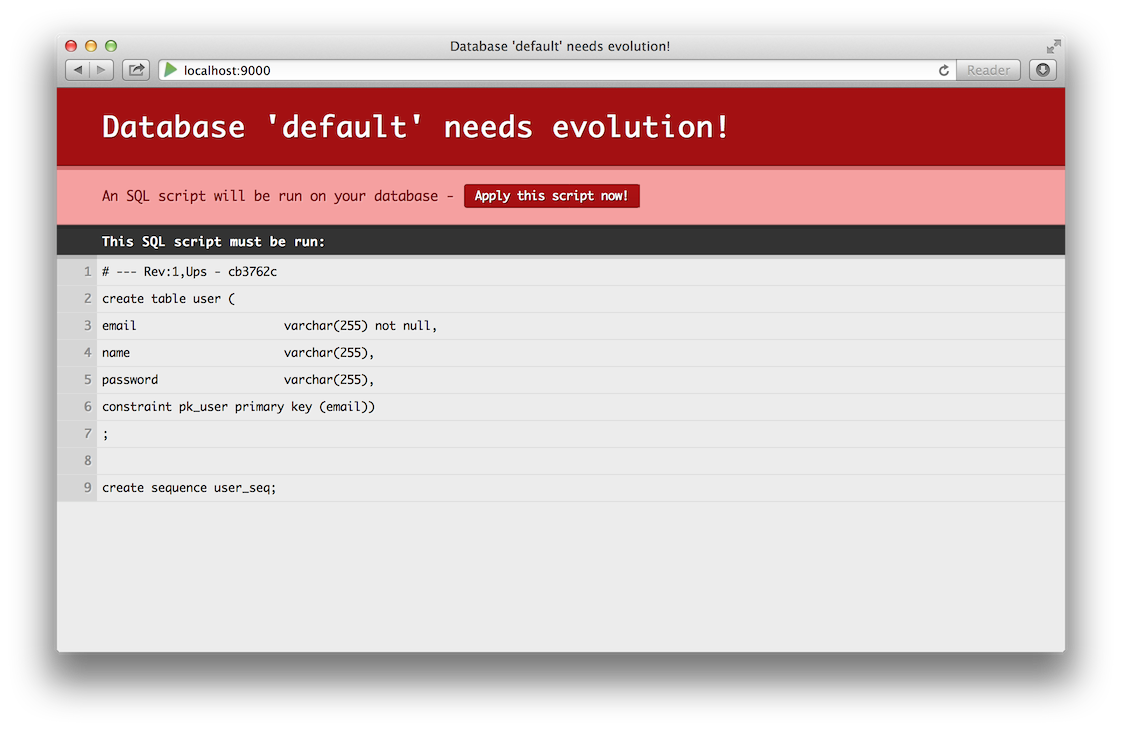 Database 'default' needs evolution!
localhost:9000
Reader
Database 'default' needs evolution!
An SQL script will be run on your database - Apply this script now!
This SQL script must be run:
1 # --- Rev:1,Ups - cb3762c
2 create table user (
3 email varchar(255) not null,
4 name varchar(255),
5 password varchar(255),
6 constraint pk_user primary key (email))
7 ;
8
9 create sequence user_seq;